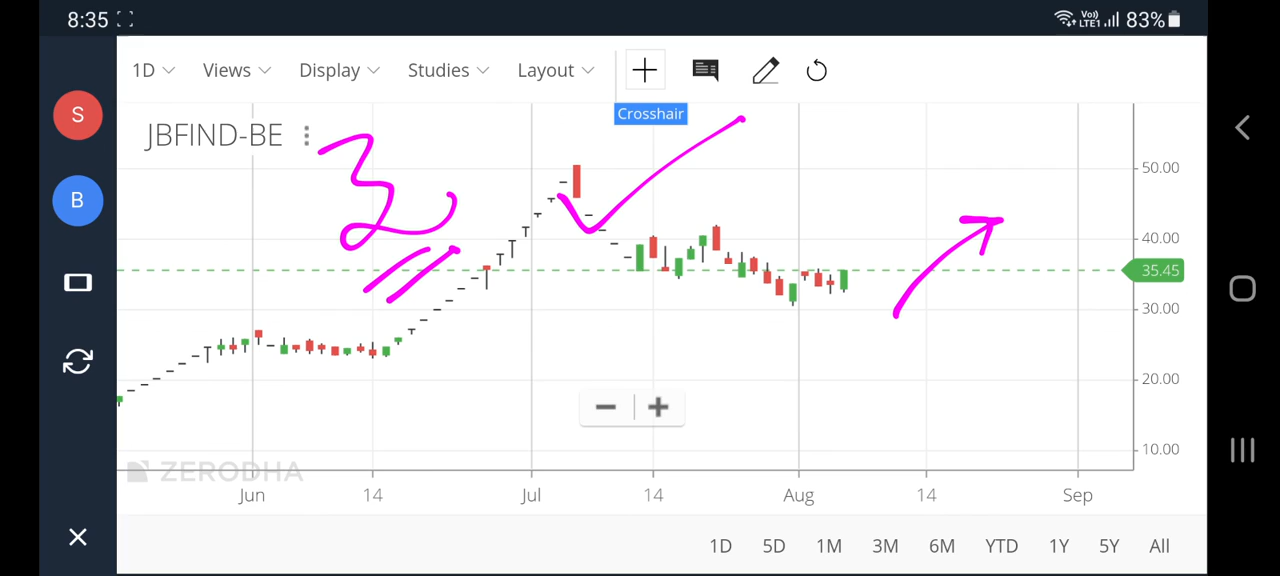 8:35 Vo) LTE1 83%
1D Views Display Studies Layout
S
Crosshair
JBFIND-BE
50.00
B
40.00
35.45
30.00
20.00
10.00
ZERODHA
Jun 14 Jul 14 Aug 14 Sep
1D 5D 1M 3M 6M YTD 1Y 5Y All